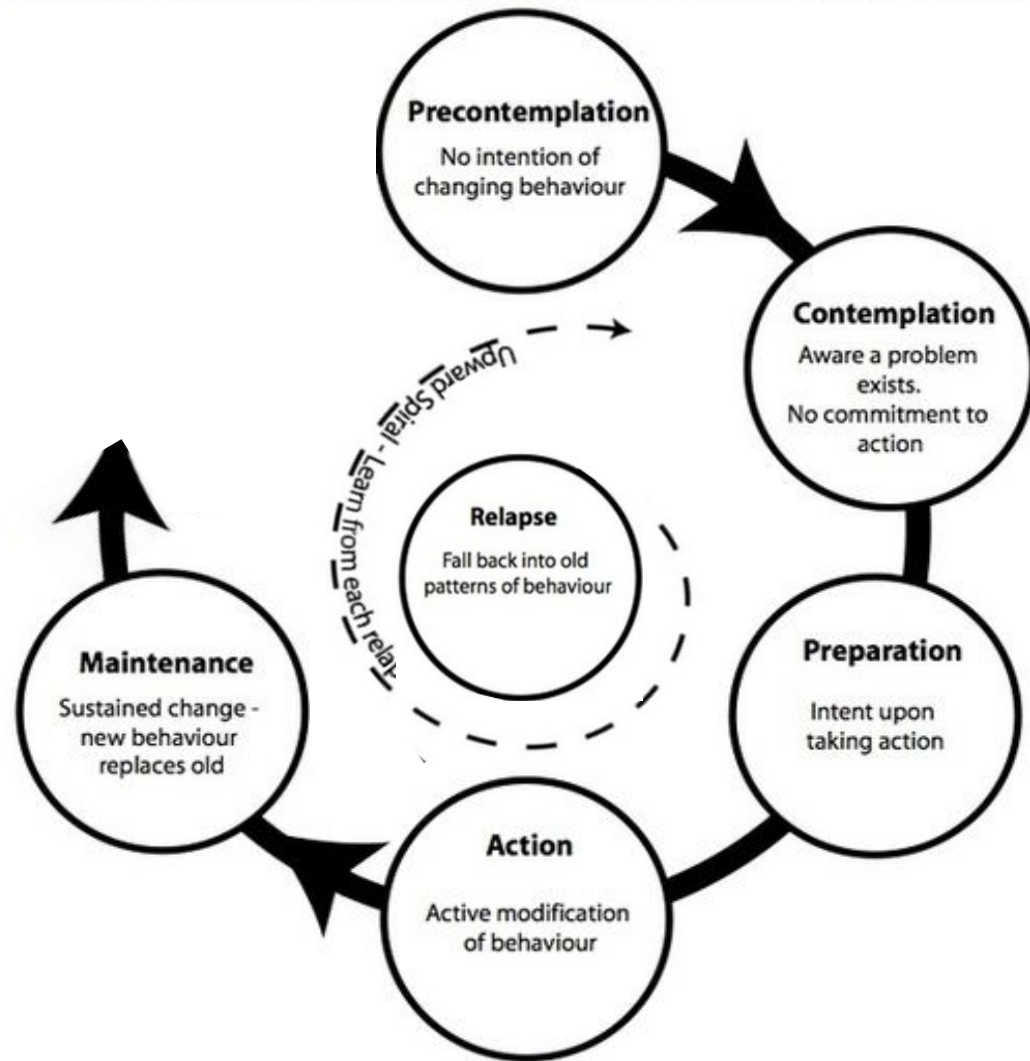 Precontemplation
No intention of
changing behaviour
Contemplation
Aware a problem
exists.
No commitment to
action
Preparation
Intent upon
taking action
Action
Active modification
of behaviour
Maintenance
Sustained change -
new behaviour
replaces old
Relapse
Fall back into old
patterns of behaviour
Upward Spiral - Learn from each